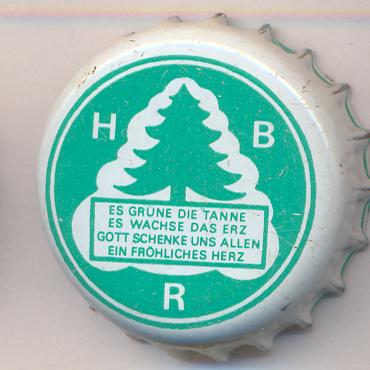 H B
ES GRÜNE DIE TANNE
ES WACHSE DAS ERZ
GOTT SCHENKE UNS ALLEN
EIN FRÖHLICHES HERZ
R